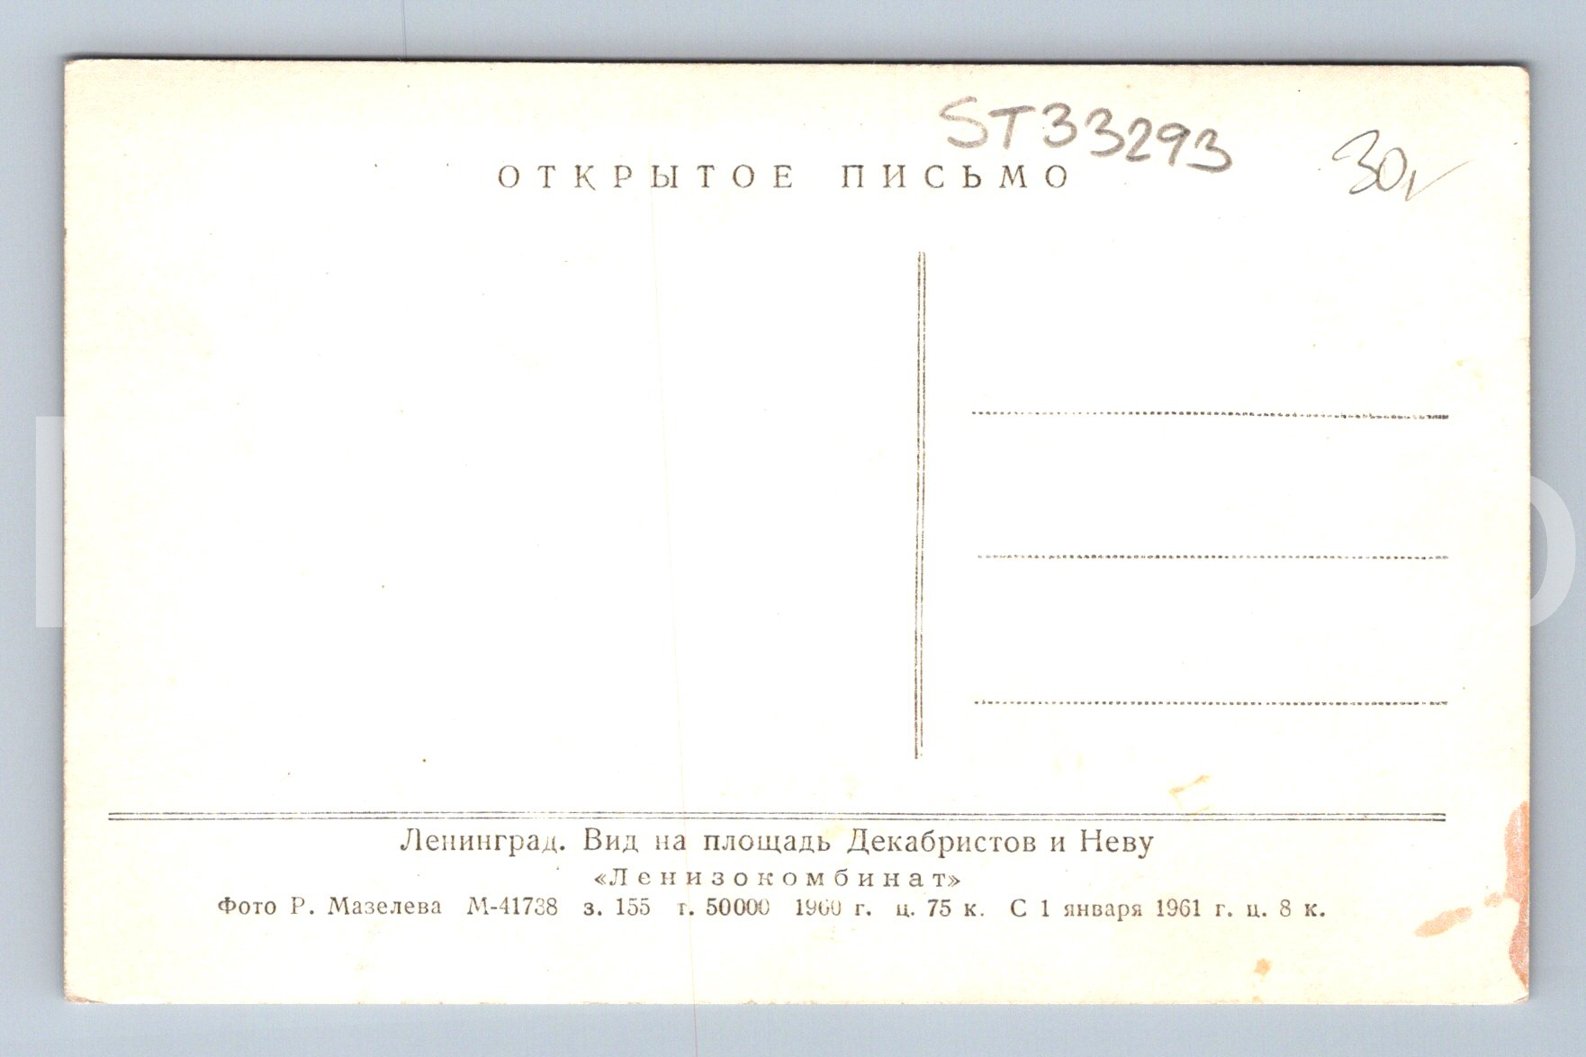 ST33293
30,
ОТКРЫТОЕ ПИСЬМО
Ленинград. Вид на площадь Декабристов и Неву
«Ленизокомбинат»
Фото Р. Мазелева М-41738 з. 155 т. 50000 1960 г. ц. 75 к. С 1 января 1961 г. ц. 8 к.